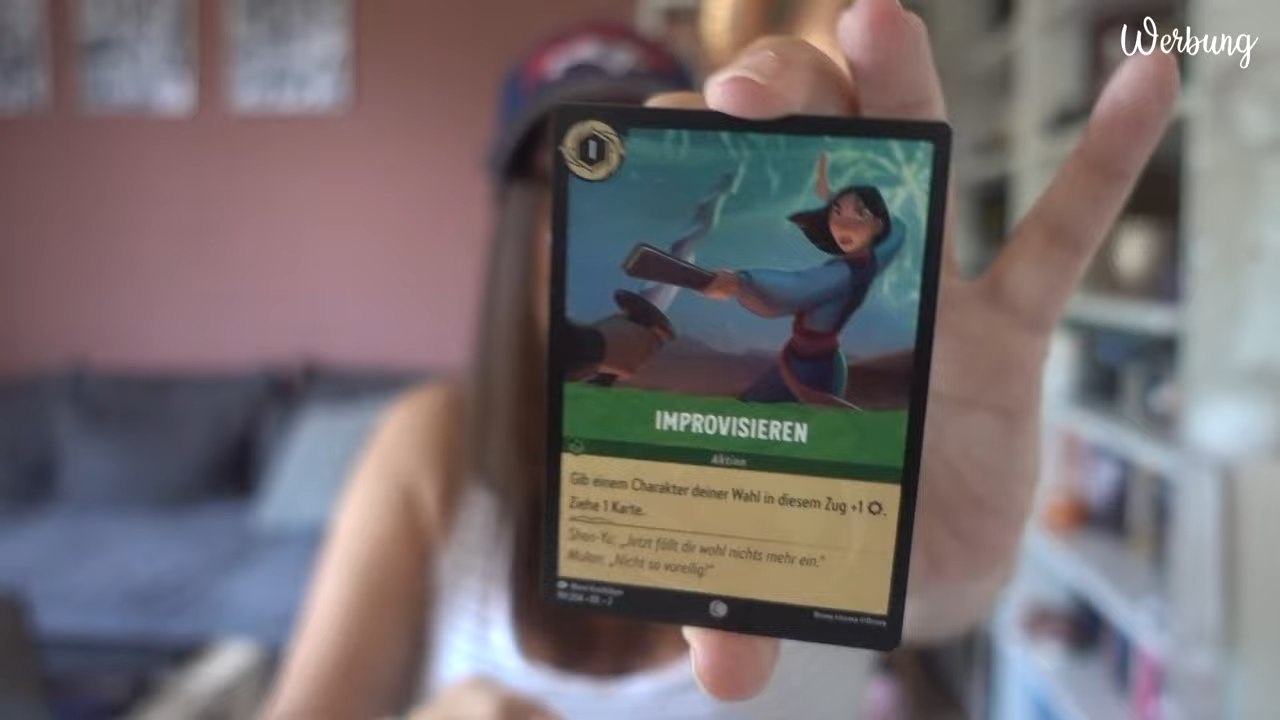 Werbung
1
IMPROVISIEREN
Aktion
Gib einem Charakter deiner Wahl in diesem Zug +1 .
Ziehe 1 Karte.
Shan-Yu: „Jetzt fällt dir wohl nichts mehr ein.“
Mulan: „Nicht so voreilig!“